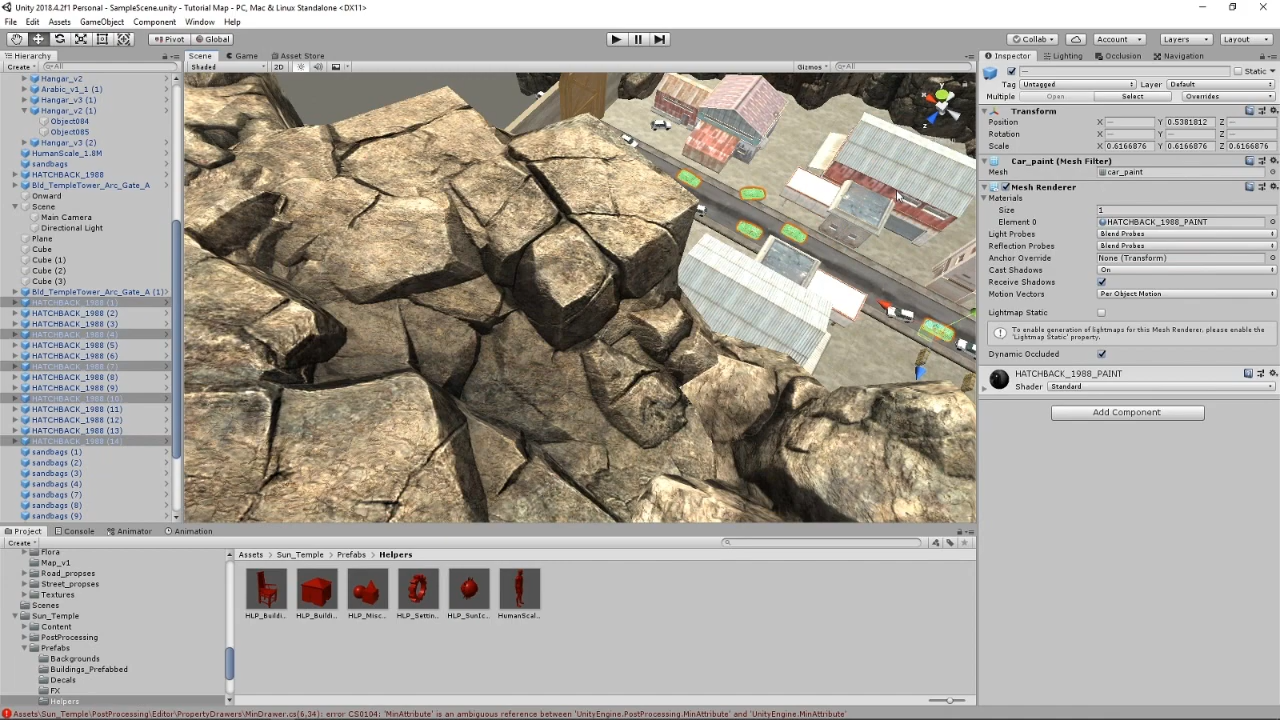 Unity 2018.4.2f1 Personal - SampleScene.unity - Tutorial Map - PC, Mac & Linux Standalone <DX11>
File Edit Assets GameObject Component Window Help
Pivot Global Collab Account Layers Layout
Hierarchy
Create All
Hangar_v2
Arabic_v1_1 (1)
Hangar_v3 (1)
Hangar_v2 (1)
Object084
Object085
Hangar_v3 (2)
HumanScale_1.8M
sandbags
HATCHBACK_1988
Bld_TempleTower_Arc_Gate_A
Onward
Scene
Main Camera
Directional Light
Plane
Cube
Cube (1)
Cube (2)
Cube (3)
Bld_TempleTower_Arc_Gate_A (1)
HATCHBACK_1988 (1)
HATCHBACK_1988 (2)
HATCHBACK_1988 (3)
HATCHBACK_1988 (4)
HATCHBACK_1988 (5)
HATCHBACK_1988 (6)
HATCHBACK_1988 (7)
HATCHBACK_1988 (8)
HATCHBACK_1988 (9)
HATCHBACK_1988 (10)
HATCHBACK_1988 (11)
HATCHBACK_1988 (12)
HATCHBACK_1988 (13)
HATCHBACK_1988 (14)
sandbags (1)
sandbags (2)
sandbags (3)
sandbags (4)
sandbags (7)
sandbags (8)
sandbags (9)
Scene Game Asset Store
Shaded 2D Gizmos All
Inspector Lighting Occlusion Navigation
Static
Tag Untagged Layer Default
Multiple Open Select Overrides
Transform
Position X — Y 0.5381812 Z —
Rotation X — Y — Z —
Scale X 0.6166876 Y 0.6166876 Z 0.6166876
Car_paint (Mesh Filter)
Mesh car_paint
Mesh Renderer
Materials
Size 1
Element 0 HATCHBACK_1988_PAINT
Light Probes Blend Probes
Reflection Probes Blend Probes
Anchor Override None (Transform)
Cast Shadows On
Receive Shadows
Motion Vectors Per Object Motion
Lightmap Static
To enable generation of lightmaps for this Mesh Renderer, please enable the
'Lightmap Static' property.
Dynamic Occluded
HATCHBACK_1988_PAINT
Shader Standard
Add Component
Project Console Animator Animation
Create
Flora
Map_v1
Road_propses
Street_propses
Textures
Scenes
Sun_Temple
Content
PostProcessing
Prefabs
Backgrounds
Buildings_Prefabbed
Decals
FX
Helpers
Assets Sun_Temple Prefabs Helpers
HLP_Buildi.. HLP_Buildi.. HLP_Misc.. HLP_Settin.. HLP_SunIc.. HumanScal..
Assets\Sun_Temple\PostProcessing\Editor\PropertyDrawers\MinDrawer.cs(6,34): error CS0104: 'MinAttribute' is an ambiguous reference between 'UnityEngine.PostProcessing.MinAttribute' and 'UnityEngine.MinAttribute'